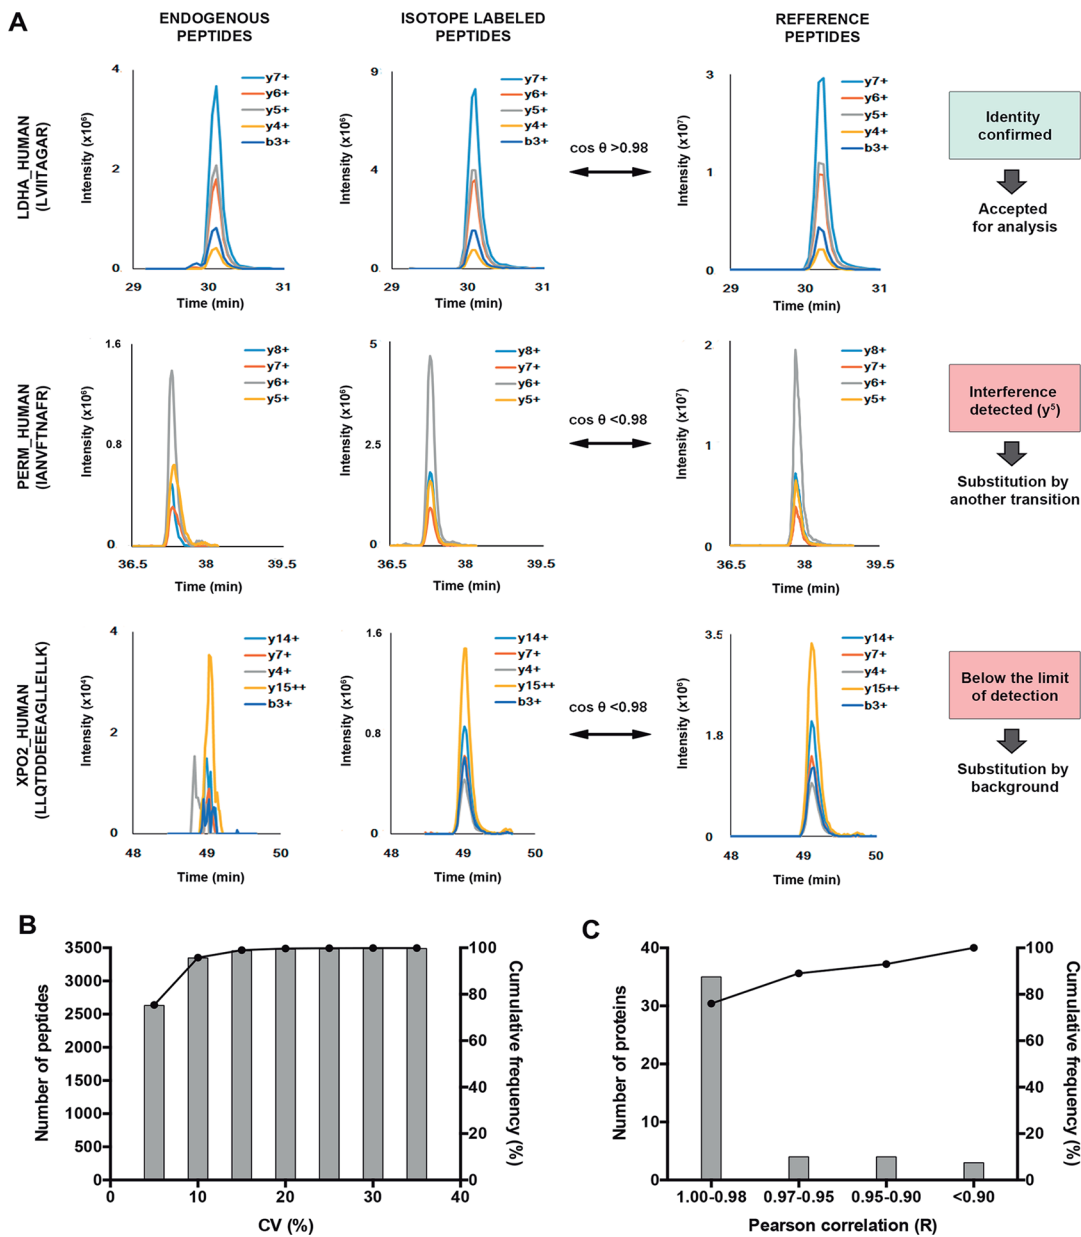 A
ENDOGENOUS
PEPTIDES
ISOTOPE LABELED
PEPTIDES
REFERENCE
PEPTIDES
LDHA_HUMAN
(LVIITAGAR)
Intensity (x10⁶)
4
2
0
y7+
y6+
y5+
y4+
b3+
29
30
31
Time (min)
Intensity (x10⁶)
9
4
0
y7+
y6+
y5+
y4+
b3+
29
30
31
Time (min)
cos θ >0.98
Intensity (x10⁷)
3
1
0
y7+
y6+
y5+
y4+
b3+
29
30
31
Time (min)
Identity
confirmed
Accepted
for analysis
PERM_HUMAN
(IANVFTNAFR)
Intensity (x10⁶)
1.6
0.8
0
y8+
y7+
y6+
y5+
36.5
38
39.5
Time (min)
Intensity (x10⁶)
5
2.5
0
y8+
y7+
y6+
y5+
36.5
38
39.5
Time (min)
cos θ <0.98
Intensity (x10⁷)
2
1
0
y8+
y7+
y6+
y5+
36.5
38
39.5
Time (min)
Interference
detected (y⁵)
Substitution by
another transition
XPO2_HUMAN
(LLQTDDEEEAGLLELLK)
Intensity (x10⁴)
4
2
0
y14+
y7+
y4+
y15++
b3+
48
49
50
Time (min)
Intensity (x10⁶)
1.6
0.8
0
y14+
y7+
y4+
y15++
b3+
48
49
50
Time (min)
cos θ <0.98
Intensity (x10⁶)
3.5
1.8
0
y14+
y7+
y4+
y15++
b3+
48
49
50
Time (min)
Below the limit
of detection
Substitution by
background
B
Number of peptides
3500
3000
2500
2000
1500
1000
500
0
0
10
20
30
40
CV (%)
100
80
60
40
20
0
Cumulative frequency (%)
C
Number of proteins
40
30
20
10
0
1.00-0.98
0.97-0.95
0.95-0.90
<0.90
Pearson correlation (R)
100
80
60
40
20
0
Cumulative frequency (%)